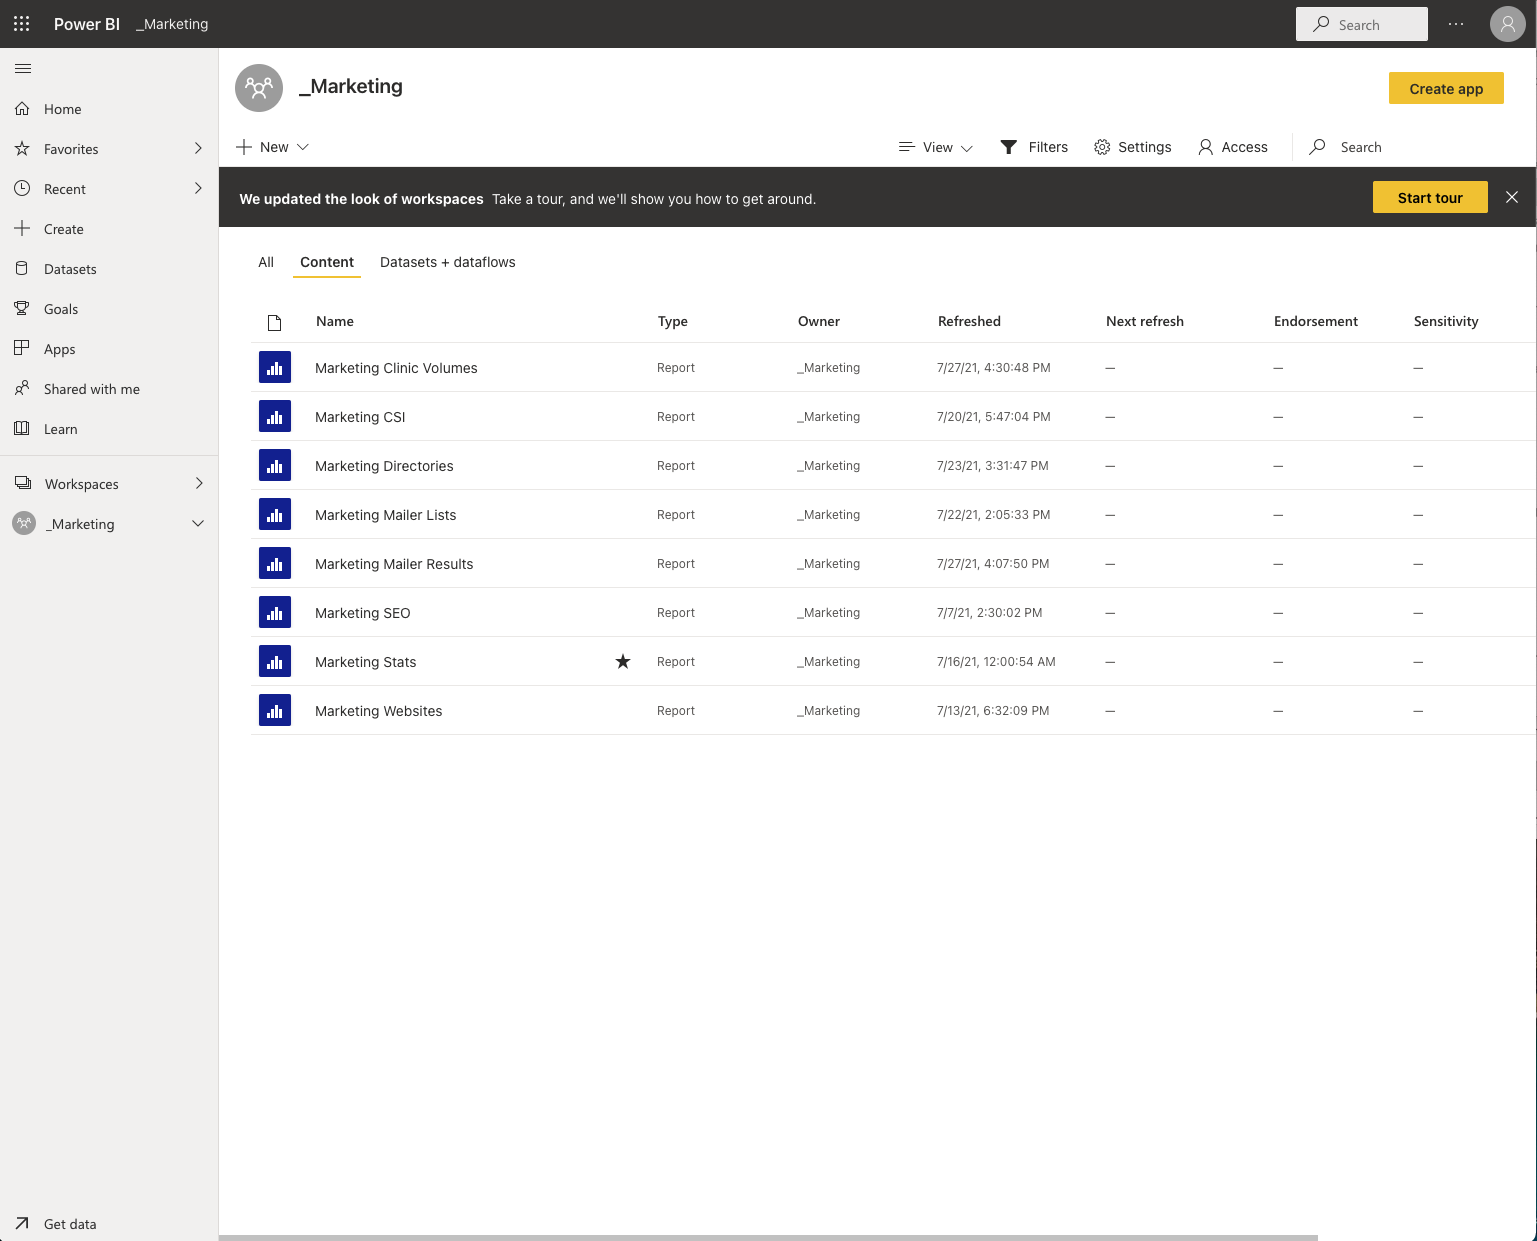 Power BI _Marketing Search
Home
Favorites
Recent
Create
Datasets
Goals
Apps
Shared with me
Learn
Workspaces
_Marketing
Get data
_Marketing
Create app
New View Filters Settings Access Search
We updated the look of workspaces Take a tour, and we'll show you how to get around. Start tour
All Content Datasets + dataflows
Name Type Owner Refreshed Next refresh Endorsement Sensitivity
Marketing Clinic Volumes Report _Marketing 7/27/21, 4:30:48 PM — — —
Marketing CSI Report _Marketing 7/20/21, 5:47:04 PM — — —
Marketing Directories Report _Marketing 7/23/21, 3:31:47 PM — — —
Marketing Mailer Lists Report _Marketing 7/22/21, 2:05:33 PM — — —
Marketing Mailer Results Report _Marketing 7/27/21, 4:07:50 PM — — —
Marketing SEO Report _Marketing 7/7/21, 2:30:02 PM — — —
Marketing Stats Report _Marketing 7/16/21, 12:00:54 AM — — —
Marketing Websites Report _Marketing 7/13/21, 6:32:09 PM — — —